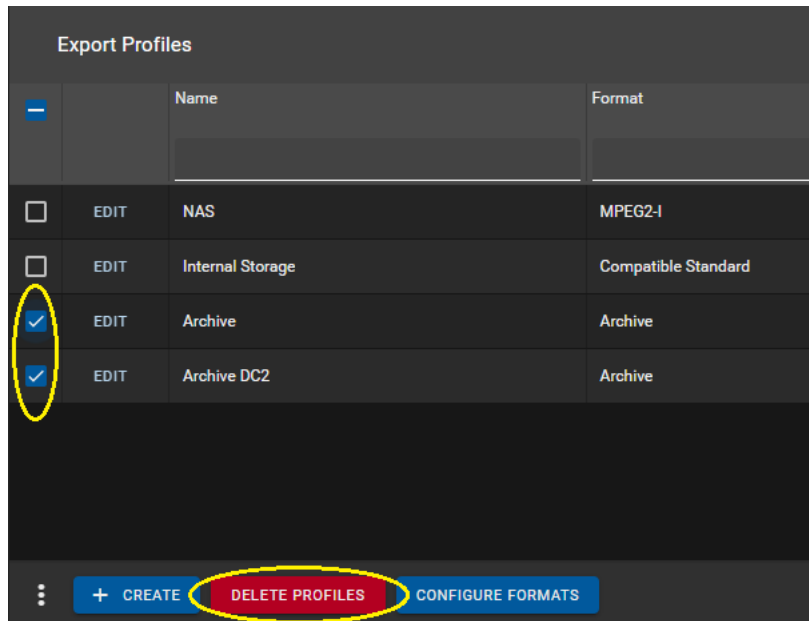 Export Profiles
Name Format
EDIT NAS MPEG2-I
EDIT Internal Storage Compatible Standard
EDIT Archive Archive
EDIT Archive DC2 Archive
+ CREATE DELETE PROFILES CONFIGURE FORMATS